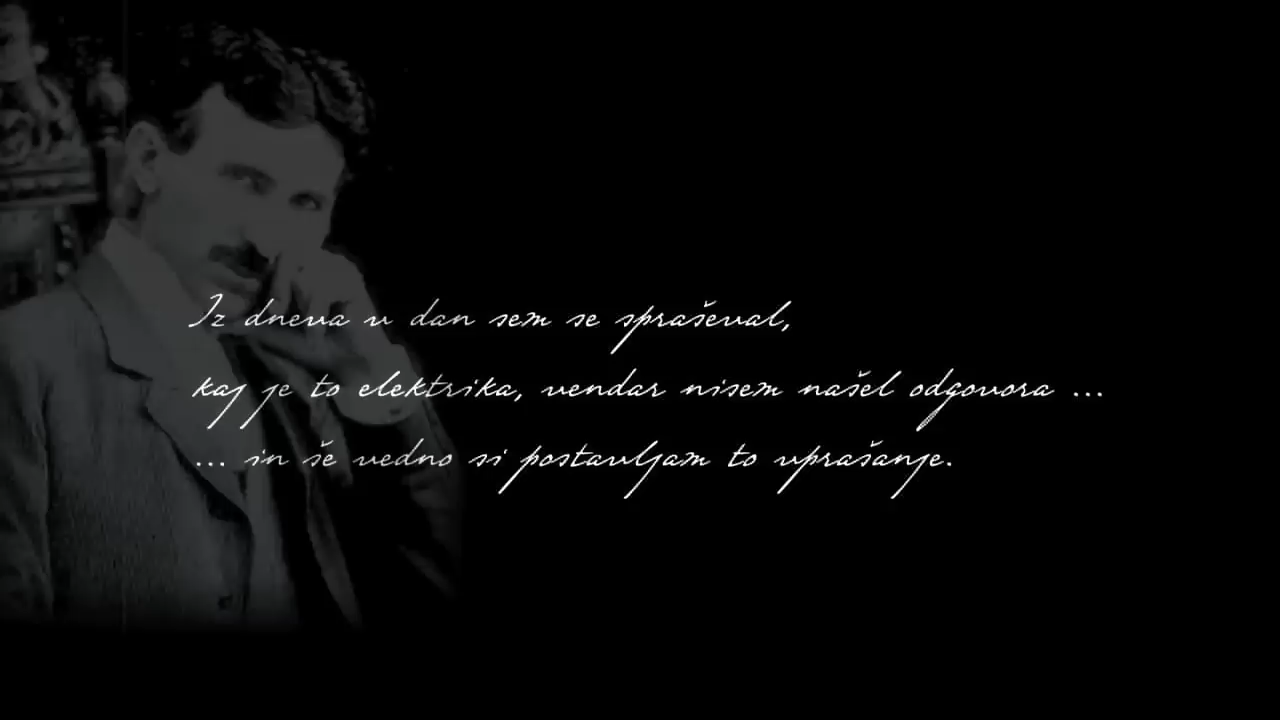 Iz dneva v dan sem se spraševal,
kaj je to elektrika, vendar nisem našel odgovora ...
... in še vedno si postavljam to vprašanje.